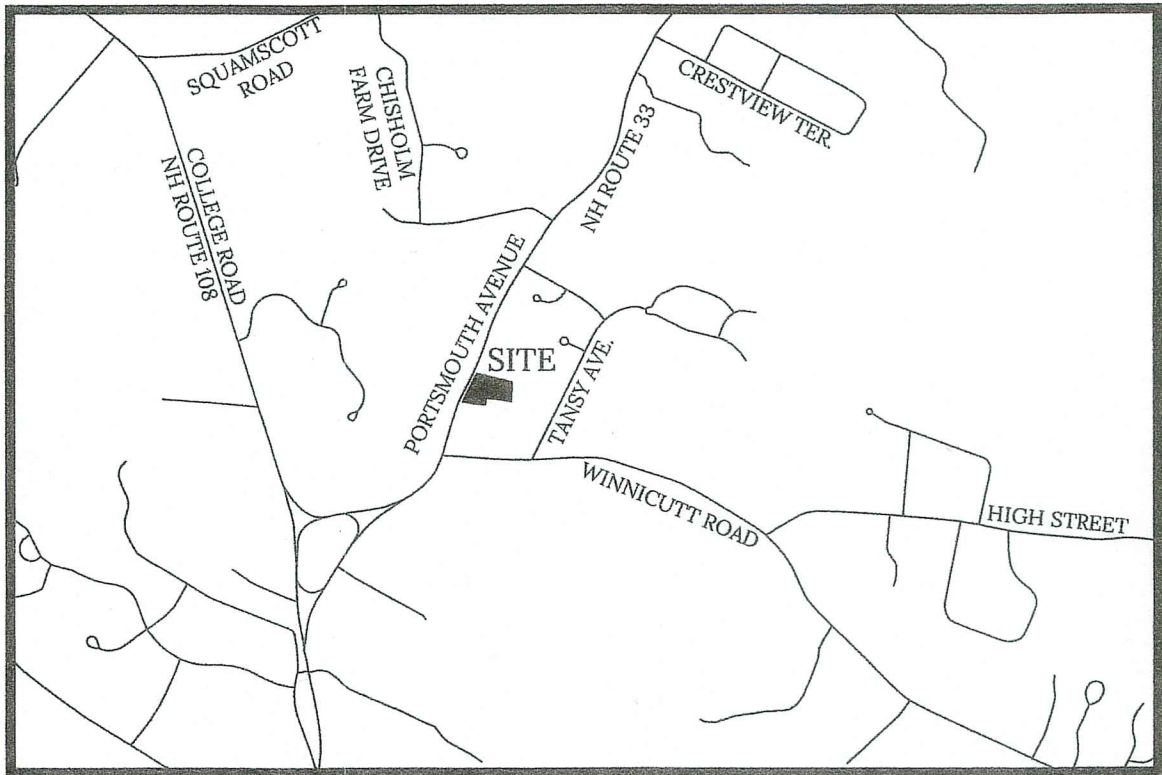 SQUAMSCOTT
ROAD
CHISHOLM
FARM DRIVE
CRESTVIEW TER.
COLLEGE ROAD
NH ROUTE 108
NH ROUTE 33
PORTSMOUTH AVENUE
SITE
TANSY AVE.
WINNICUTT ROAD
HIGH STREET